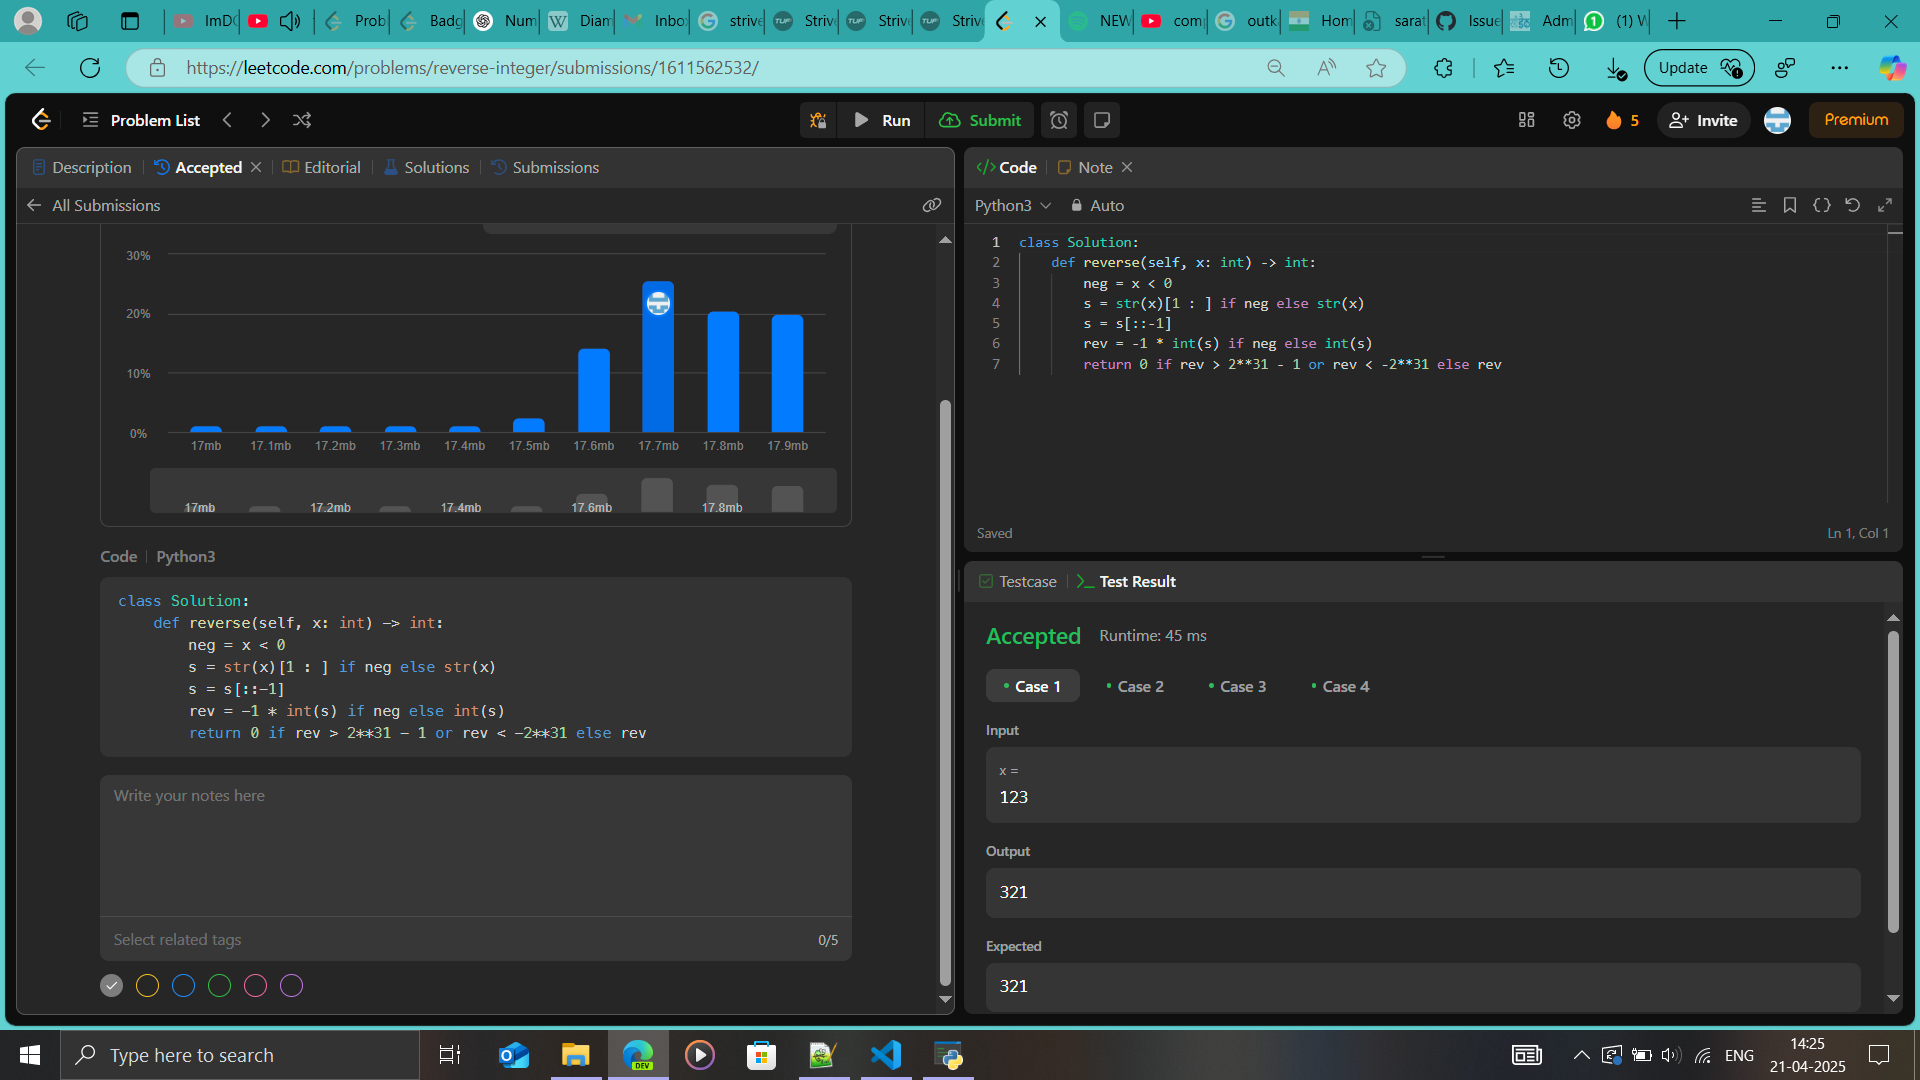 ImDO
Prob
Badg
Num
Diam
Inbo
strive
Strive
Strive
Strive
NEW
comp
outk
Hom
sarat
Issue
Adm
(1) W
https://leetcode.com/problems/reverse-integer/submissions/1611562532/
Update
Problem List
Run
Submit
5
Invite
Premium
Description
Accepted
Editorial
Solutions
Submissions
All Submissions
30%
20%
10%
0%
17mb 17.1mb 17.2mb 17.3mb 17.4mb 17.5mb 17.6mb 17.7mb 17.8mb 17.9mb
17mb 17.2mb 17.4mb 17.6mb 17.8mb
Code | Python3
class Solution:
    def reverse(self, x: int) -> int:
        neg = x < 0
        s = str(x)[1 : ] if neg else str(x)
        s = s[::-1]
        rev = -1 * int(s) if neg else int(s)
        return 0 if rev > 2**31 - 1 or rev < -2**31 else rev
Write your notes here
Select related tags
0/5
</> Code
Note
Python3
Auto
1 class Solution:
2     def reverse(self, x: int) -> int:
3         neg = x < 0
4         s = str(x)[1 : ] if neg else str(x)
5         s = s[::-1]
6         rev = -1 * int(s) if neg else int(s)
7         return 0 if rev > 2**31 - 1 or rev < -2**31 else rev
Saved
Ln 1, Col 1
Testcase
Test Result
Accepted Runtime: 45 ms
• Case 1 • Case 2 • Case 3 • Case 4
Input
x =
123
Output
321
Expected
321
Type here to search
DEV
ENG
14:25
21-04-2025